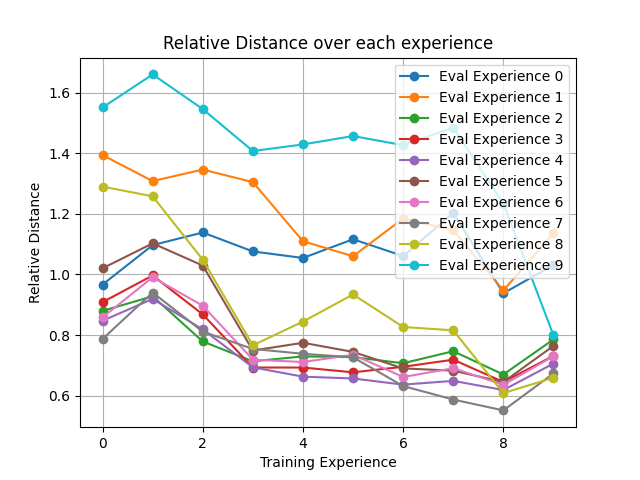 Relative Distance over each experience
Relative Distance
1.6
1.4
1.2
1.0
0.8
0.6
Eval Experience 0
Eval Experience 1
Eval Experience 2
Eval Experience 3
Eval Experience 4
Eval Experience 5
Eval Experience 6
Eval Experience 7
Eval Experience 8
Eval Experience 9
0 2 4 6 8
Training Experience